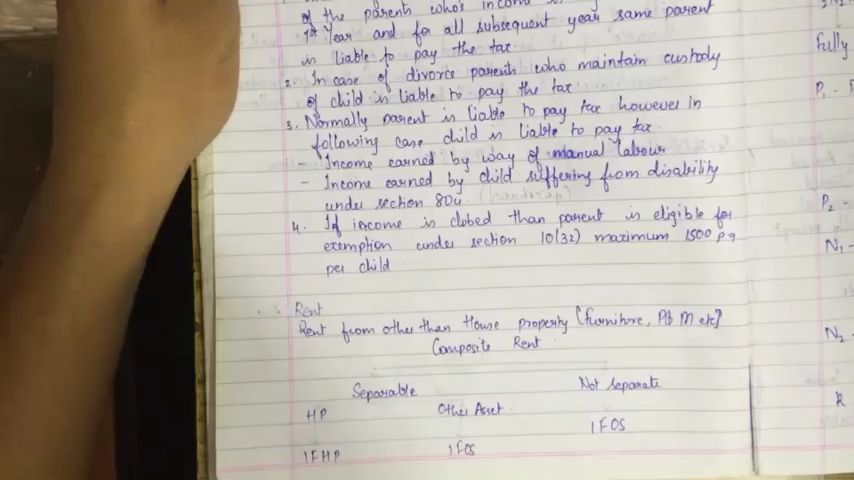 of the parents who's income
1st Year and for all subsequent year same parent
is liable to pay the tax.
2. In case of divorce parents who maintain custody
of child is liable to pay the tax
3. Normally parent is liable to pay tax however in
following case child is liable to pay tax.
- Income earned by way of manual labour
- Income earned by child suffering from disability
under section 80u
4. If income is clubed than parent is eligible for
exemption under section 10(32) maximum 1500 p.a
per child
Rent
Rent from other than House property [furniture, P& M etc]
Composite Rent
Separable Not Separate
HP Other Asset
IFOS
IFHP IFOS
fully
P1 -
P2 -
N1 -
N2 -